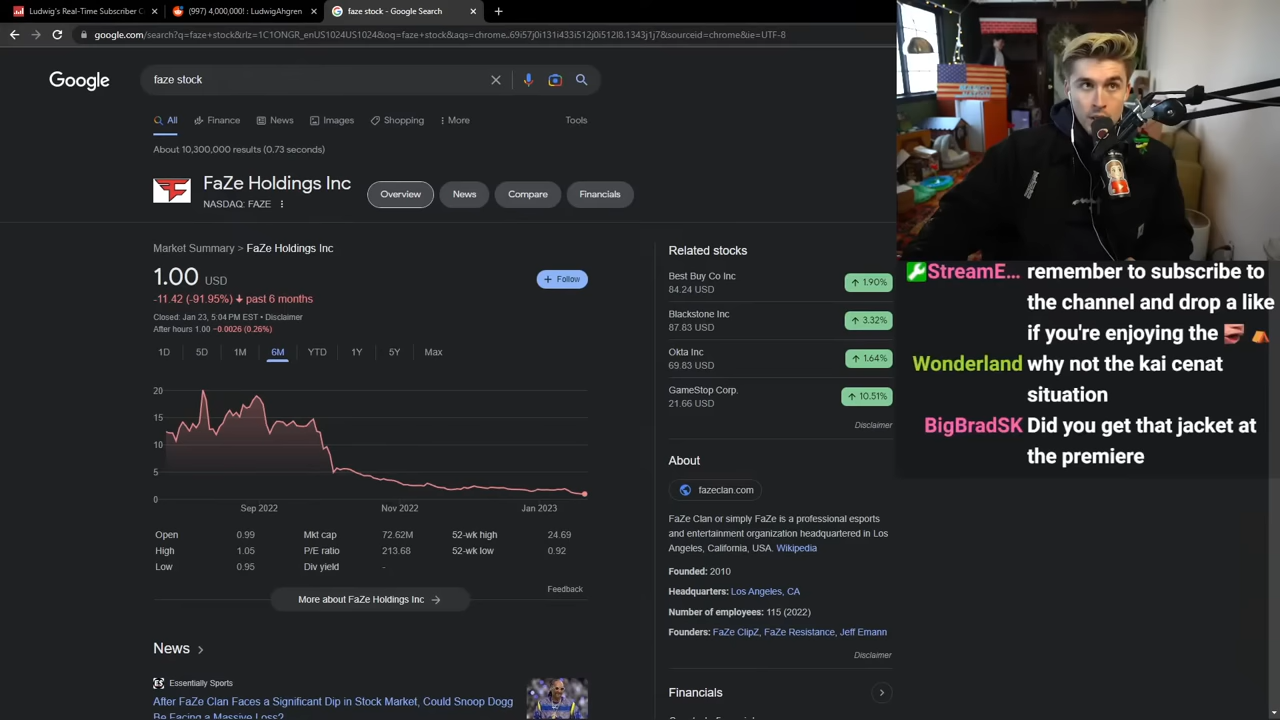 Ludwig's Real-Time Subscriber C
(997) 4,000,000! : LudwigAhgren
faze stock - Google Search
Google
faze stock
All
Finance
News
Images
Shopping
More
Tools
About 10,300,000 results (0.73 seconds)
FaZe Holdings Inc
NASDAQ: FAZE
Overview
News
Compare
Financials
Market Summary > FaZe Holdings Inc
1.00 USD
-11.42 (-91.95%) past 6 months
Closed: Jan 23, 5:04 PM EST • Disclaimer
After hours 1.00 −0.0026 (0.26%)
+ Follow
1D
5D
1M
6M
YTD
1Y
5Y
Max
20
15
10
5
0
Sep 2022
Nov 2022
Jan 2023
Open 0.99 Mkt cap 72.62M 52-wk high 24.69
High 1.05 P/E ratio 213.68 52-wk low 0.92
Low 0.95 Div yield -
Feedback
More about FaZe Holdings Inc
News
Essentially Sports
After FaZe Clan Faces a Significant Dip in Stock Market, Could Snoop Dogg
Be Facing a Massive Loss?
Related stocks
Best Buy Co Inc
84.24 USD
1.90%
Blackstone Inc
87.83 USD
3.32%
Okta Inc
69.83 USD
1.64%
GameStop Corp.
21.66 USD
10.51%
Disclaimer
About
fazeclan.com
FaZe Clan or simply FaZe is a professional esports
and entertainment organization headquartered in Los
Angeles, California, USA. Wikipedia
Founded: 2010
Headquarters: Los Angeles, CA
Number of employees: 115 (2022)
Founders: FaZe ClipZ, FaZe Resistance, Jeff Emann
Disclaimer
Financials
StreamE... remember to subscribe to
the channel and drop a like
if you're enjoying the
Wonderland why not the kai cenat
situation
BigBradSK Did you get that jacket at
the premiere